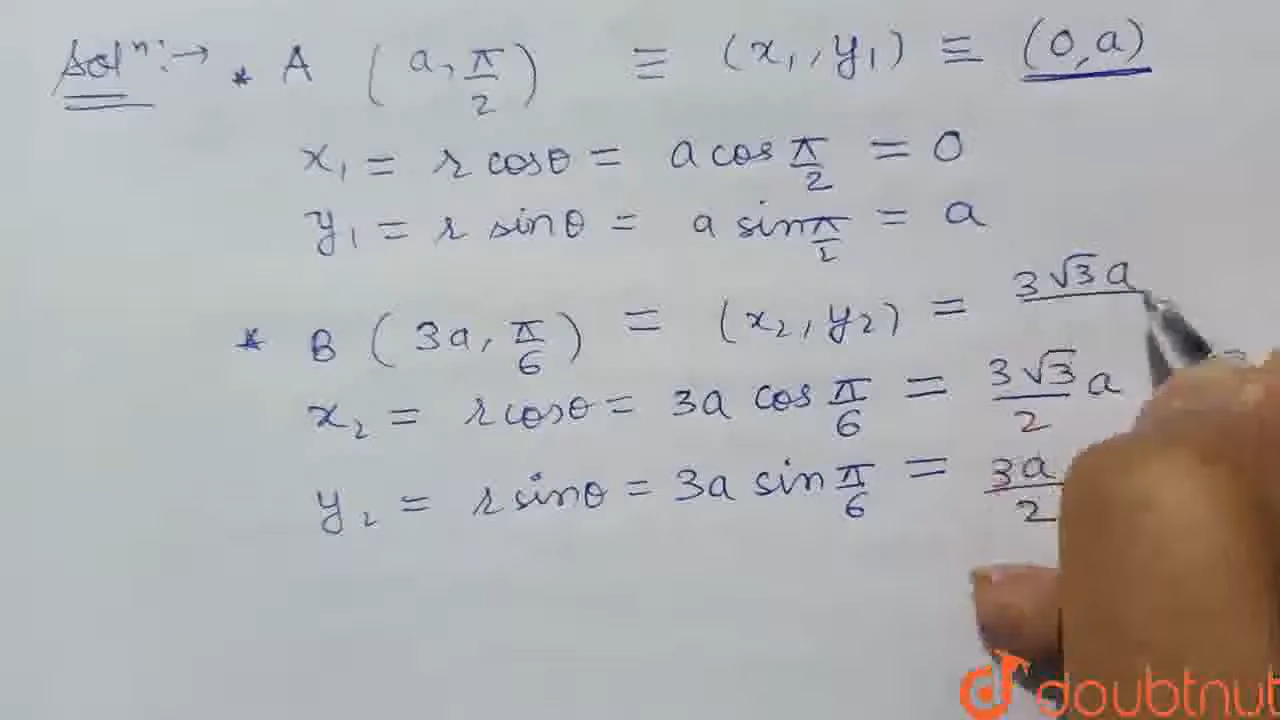 Solⁿ:→ * A (a, π/2) ≡ (x₁, y₁) ≡ (0, a)
x₁ = r cosθ = a cos π/2 = 0
y₁ = r sinθ = a sin π/2 = a
* B (3a, π/6) = (x₂, y₂) = 3√3a
x₂ = r cosθ = 3a cos π/6 = 3√3/2 a
y₂ = r sinθ = 3a sin π/6 = 3a/2
doubtnut